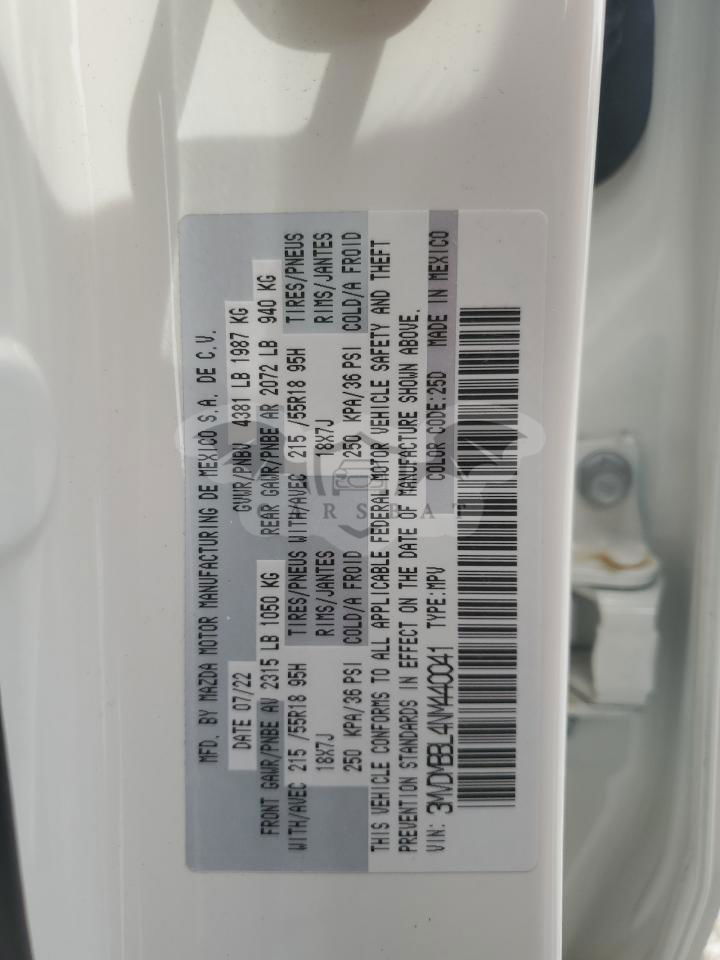 MFD. BY MAZDA MOTOR MANUFACTURING DE MEXICO S.A. DE C.V.
DATE 07/22 GVWR/PNBV 4381 LB 1987 KG
FRONT GAWR/PNBE AV 2315 LB 1050 KG REAR GAWR/PNBE AR 2072 LB 940 KG
WITH/AVEC 215 /55R18 95H TIRES/PNEUS WITH/AVEC 215 /55R18 95H TIRES/PNEUS
18X7J RIMS/JANTES 18X7J RIMS/JANTES
250 KPA/36 PSI COLD/A FROID 250 KPA/36 PSI COLD/A FROID
THIS VEHICLE CONFORMS TO ALL APPLICABLE FEDERAL MOTOR VEHICLE SAFETY AND THEFT
PREVENTION STANDARDS IN EFFECT ON THE DATE OF MANUFACTURE SHOWN ABOVE.
VIN: 3MVDMBBL4NM440041 TYPE:MPV COLOR CODE:25D MADE IN MEXICO
CARSBAT